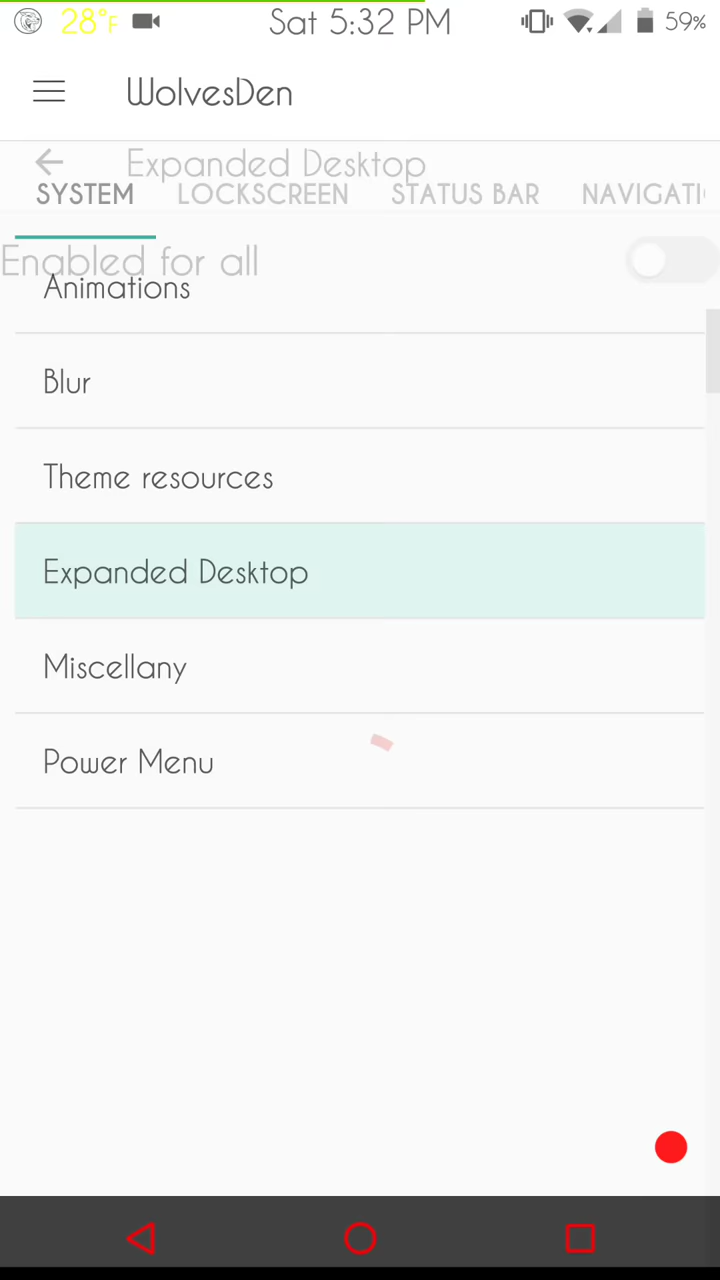 28°F Sat 5:32 PM 59%
WolvesDen
Expanded Desktop
SYSTEM LOCKSCREEN STATUS BAR NAVIGATI
Enabled for all
Animations
Blur
Theme resources
Expanded Desktop
Miscellany
Power Menu